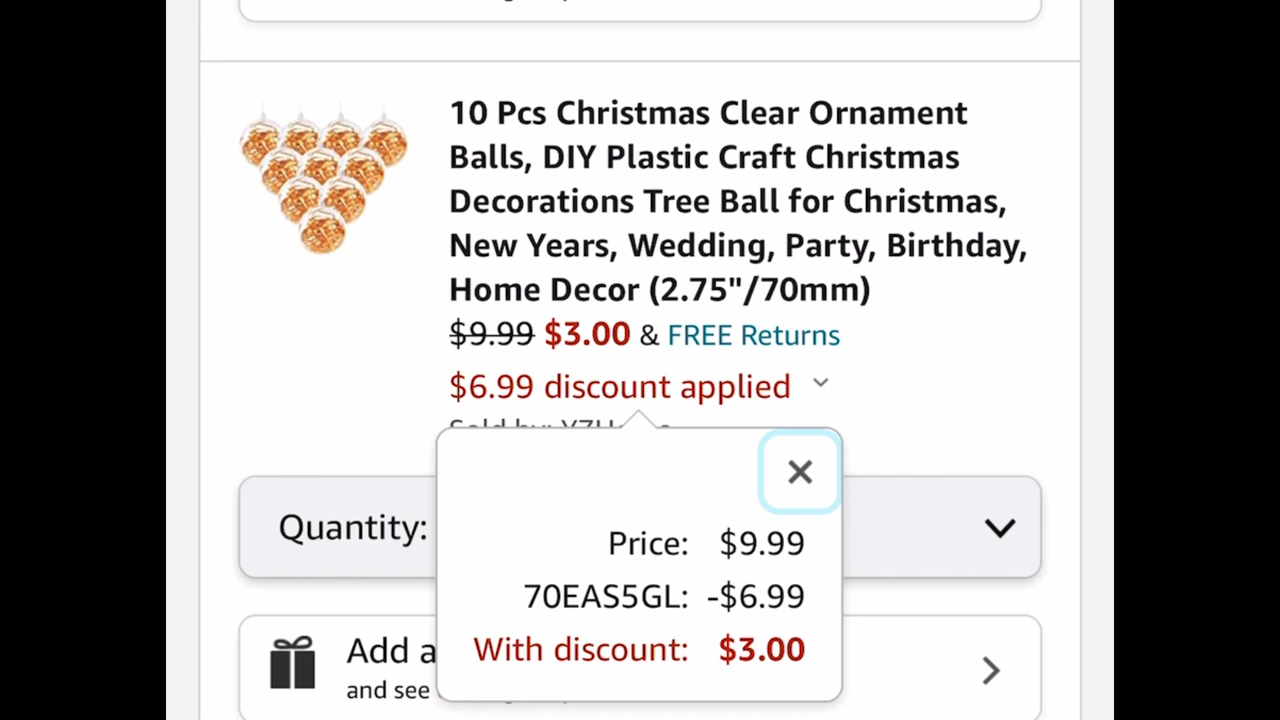 10 Pcs Christmas Clear Ornament
Balls, DIY Plastic Craft Christmas
Decorations Tree Ball for Christmas,
New Years, Wedding, Party, Birthday,
Home Decor (2.75"/70mm)
$9.99 $3.00 & FREE Returns
$6.99 discount applied
Sold by:
Quantity:
Price: $9.99
70EAS5GL: -$6.99
With discount: $3.00
Add a
and see